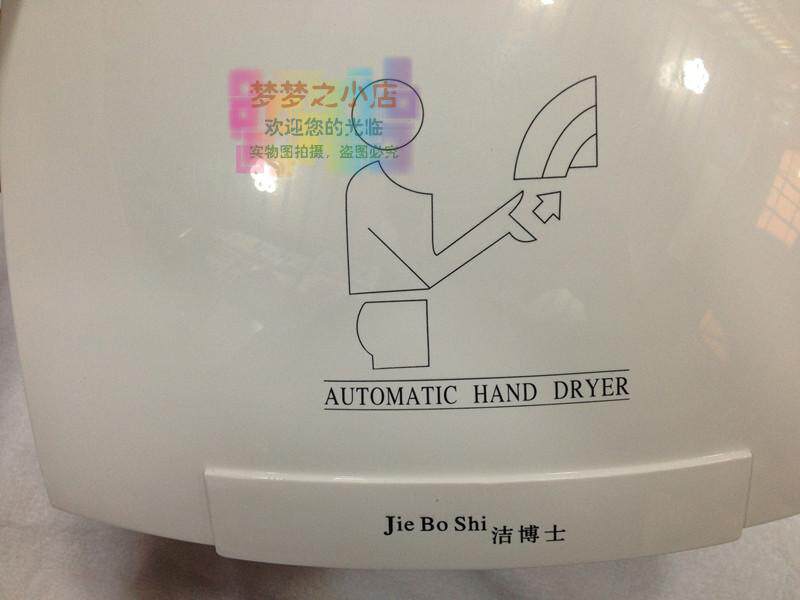 梦梦之小店
欢迎您的光临
实物图拍摄，盗图必究
AUTOMATIC HAND DRYER
Jie Bo Shi 洁博士